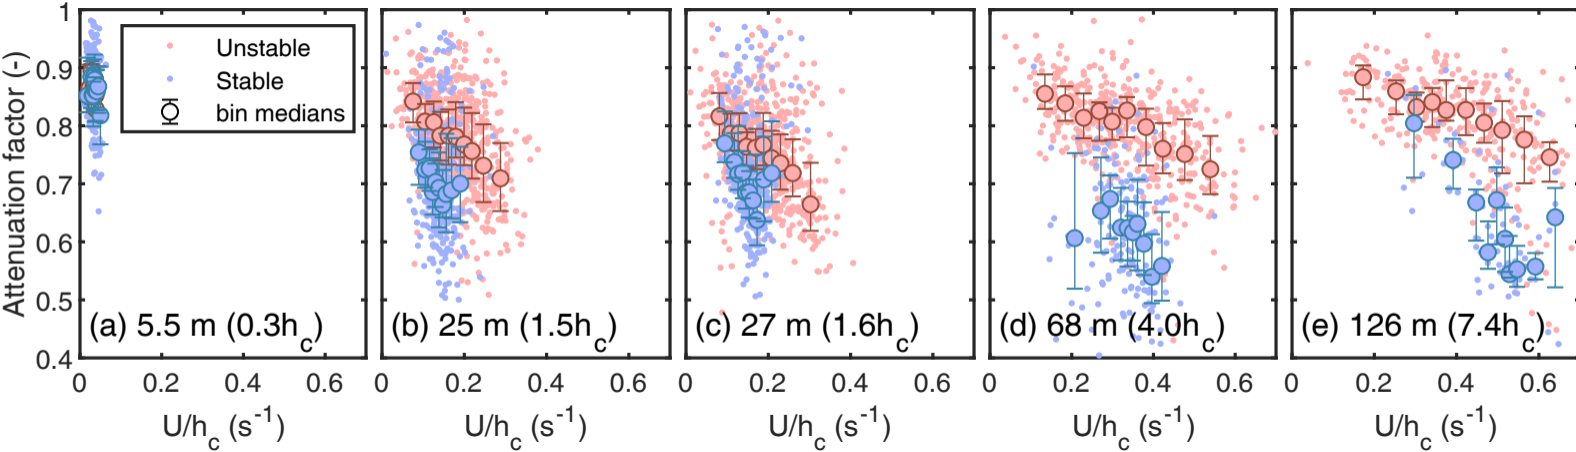 Attenuation factor (-)
1
0.9
0.8
0.7
0.6
0.5
0.4
Unstable
Stable
bin medians
(a) 5.5 m (0.3h_c)
(b) 25 m (1.5h_c)
(c) 27 m (1.6h_c)
(d) 68 m (4.0h_c)
(e) 126 m (7.4h_c)
0 0.2 0.4 0.6
0 0.2 0.4 0.6
0 0.2 0.4 0.6
0 0.2 0.4 0.6
0 0.2 0.4 0.6
U/h_c (s^-1)
U/h_c (s^-1)
U/h_c (s^-1)
U/h_c (s^-1)
U/h_c (s^-1)